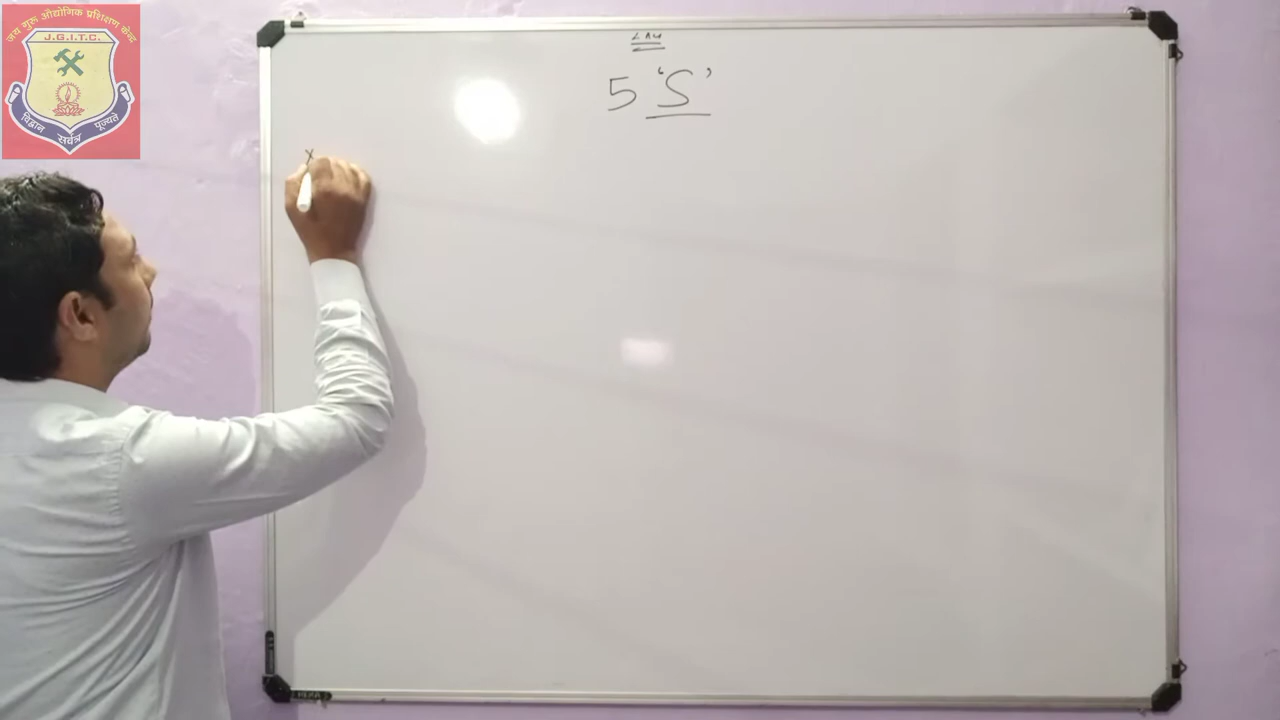 जय गुरु औद्योगिक प्रशिक्षण केन्द्र
J.G.I.T.C.
विद्वान सर्वत्र पूज्यते
5 'S'